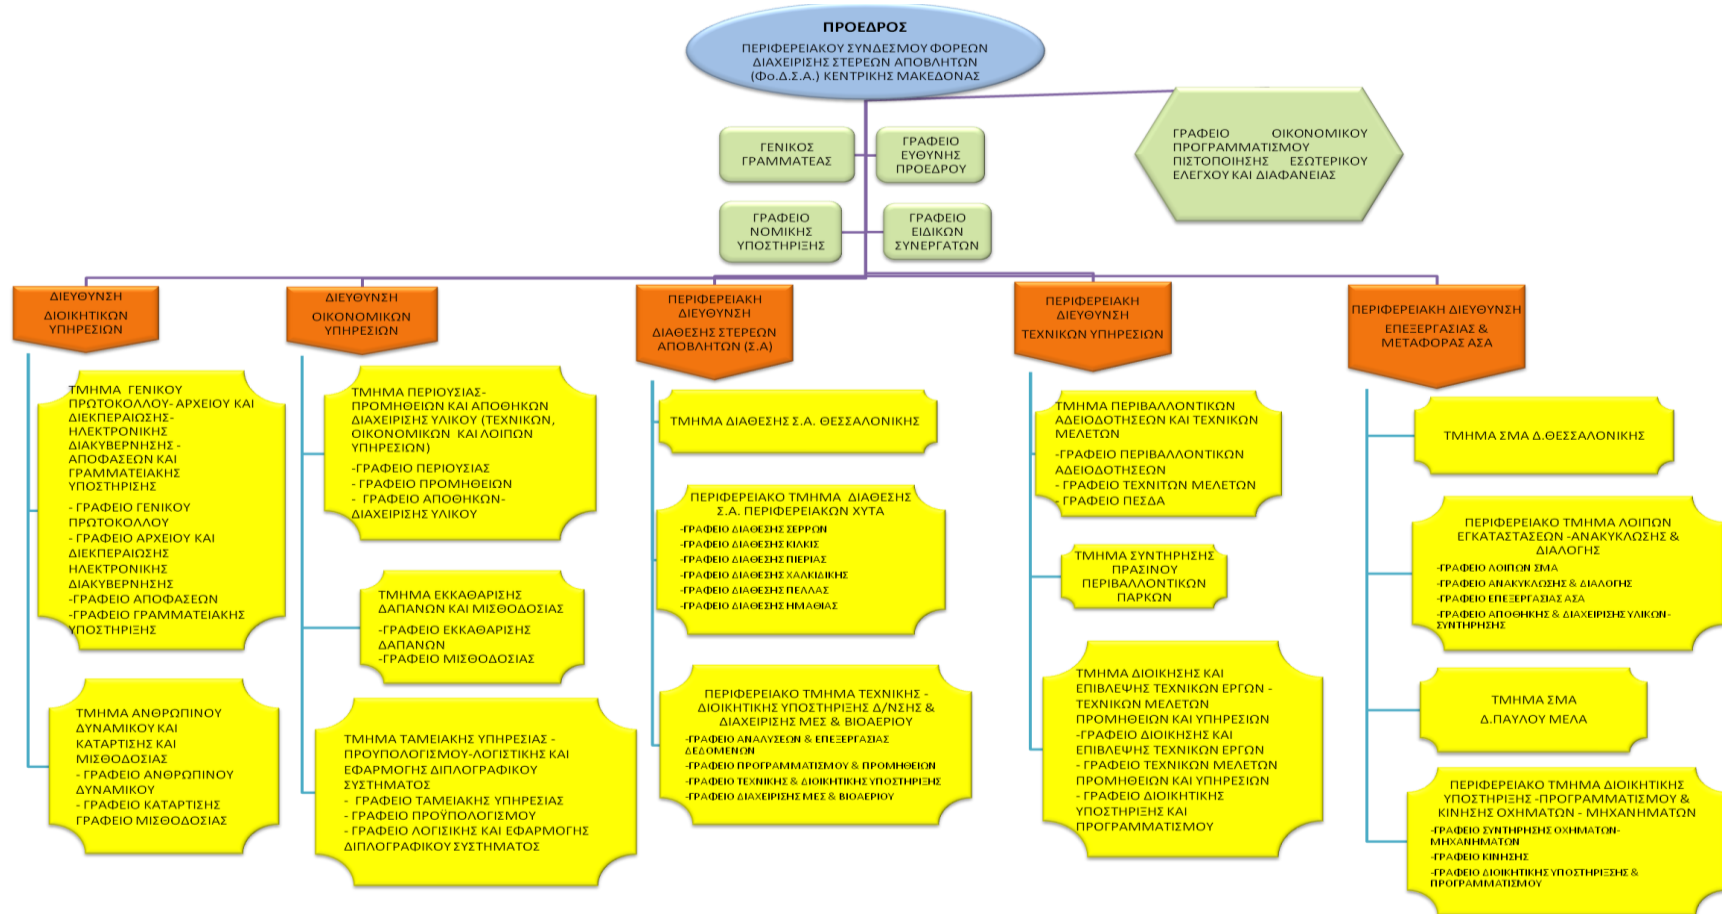 ΠΡΟΕΔΡΟΣ
ΠΕΡΙΦΕΡΕΙΑΚΟΥ ΣΥΝΔΕΣΜΟΥ ΦΟΡΕΩΝ
ΔΙΑΧΕΙΡΙΣΗΣ ΣΤΕΡΕΩΝ ΑΠΟΒΛΗΤΩΝ
(Φο.Δ.Σ.Α.) ΚΕΝΤΡΙΚΗΣ ΜΑΚΕΔΟΝΑΣ
ΓΕΝΙΚΟΣ
ΓΡΑΜΜΑΤΕΑΣ
ΓΡΑΦΕΙΟ
ΕΥΘΥΝΗΣ
ΠΡΟΕΔΡΟΥ
ΓΡΑΦΕΙΟ ΟΙΚΟΝΟΜΙΚΟΥ
ΠΡΟΓΡΑΜΜΑΤΙΣΜΟΥ
ΠΙΣΤΟΠΟΙΗΣΗΣ ΕΣΩΤΕΡΙΚΟΥ
ΕΛΕΓΧΟΥ ΚΑΙ ΔΙΑΦΑΝΕΙΑΣ
ΓΡΑΦΕΙΟ
ΝΟΜΙΚΗΣ
ΥΠΟΣΤΗΡΙΞΗΣ
ΓΡΑΦΕΙΟ
ΕΙΔΙΚΩΝ
ΣΥΝΕΡΓΑΤΩΝ
ΔΙΕΥΘΥΝΣΗ
ΔΙΟΙΚΗΤΙΚΩΝ
ΥΠΗΡΕΣΙΩΝ
ΤΜΗΜΑ ΓΕΝΙΚΟΥ
ΠΡΩΤΟΚΟΛΛΟΥ- ΑΡΧΕΙΟΥ ΚΑΙ
ΔΙΕΚΠΕΡΑΙΩΣΗΣ-
ΗΛΕΚΤΡΟΝΙΚΗΣ
ΔΙΑΚΥΒΕΡΝΗΣΗΣ -
ΑΠΟΦΑΣΕΩΝ ΚΑΙ
ΓΡΑΜΜΑΤΕΙΑΚΗΣ
ΥΠΟΣΤΗΡΙΣΗΣ
- ΓΡΑΦΕΙΟ ΓΕΝΙΚΟΥ
ΠΡΩΤΟΚΟΛΛΟΥ
- ΓΡΑΦΕΙΟ ΑΡΧΕΙΟΥ ΚΑΙ
ΔΙΕΚΠΕΡΑΙΩΣΗΣ
ΗΛΕΚΤΡΟΝΙΚΗΣ
ΔΙΑΚΥΒΕΡΝΗΣΗΣ
-ΓΡΑΦΕΙΟ ΑΠΟΦΑΣΕΩΝ
-ΓΡΑΦΕΙΟ ΓΡΑΜΜΑΤΕΙΑΚΗΣ
ΥΠΟΣΤΗΡΙΞΗΣ
ΤΜΗΜΑ ΑΝΘΡΩΠΙΝΟΥ
ΔΥΝΑΜΙΚΟΥ ΚΑΙ
ΚΑΤΑΡΤΙΣΗΣ ΚΑΙ
ΜΙΣΘΟΔΟΣΙΑΣ
- ΓΡΑΦΕΙΟ ΑΝΘΡΩΠΙΝΟΥ
ΔΥΝΑΜΙΚΟΥ
- ΓΡΑΦΕΙΟ ΚΑΤΑΡΤΙΣΗΣ
ΓΡΑΦΕΙΟ ΜΙΣΘΟΔΟΣΙΑΣ
ΔΙΕΥΘΥΝΣΗ
ΟΙΚΟΝΟΜΙΚΩΝ
ΥΠΗΡΕΣΙΩΝ
ΤΜΗΜΑ ΠΕΡΙΟΥΣΙΑΣ-
ΠΡΟΜΗΘΕΙΩΝ ΚΑΙ ΑΠΟΘΗΚΩΝ
ΔΙΑΧΕΙΡΙΣΗΣ ΥΛΙΚΟΥ (ΤΕΧΝΙΚΩΝ,
ΟΙΚΟΝΟΜΙΚΩΝ ΚΑΙ ΛΟΙΠΩΝ
ΥΠΗΡΕΣΙΩΝ)
-ΓΡΑΦΕΙΟ ΠΕΡΙΟΥΣΙΑΣ
- ΓΡΑΦΕΙΟ ΠΡΟΜΗΘΕΙΩΝ
- ΓΡΑΦΕΙΟ ΑΠΟΘΗΚΩΝ-
ΔΙΑΧΕΙΡΙΣΗΣ ΥΛΙΚΟΥ
ΤΜΗΜΑ ΕΚΚΑΘΑΡΙΣΗΣ
ΔΑΠΑΝΩΝ ΚΑΙ ΜΙΣΘΟΔΟΣΙΑΣ
-ΓΡΑΦΕΙΟ ΕΚΚΑΘΑΡΙΣΗΣ
ΔΑΠΑΝΩΝ
-ΓΡΑΦΕΙΟ ΜΙΣΘΟΔΟΣΙΑΣ
ΤΜΗΜΑ ΤΑΜΕΙΑΚΗΣ ΥΠΗΡΕΣΙΑΣ -
ΠΡΟΥΠΟΛΟΓΙΣΜΟΥ-ΛΟΓΙΣΤΙΚΗΣ ΚΑΙ
ΕΦΑΡΜΟΓΗΣ ΔΙΠΛΟΓΡΑΦΙΚΟΥ
ΣΥΣΤΗΜΑΤΟΣ
- ΓΡΑΦΕΙΟ ΤΑΜΕΙΑΚΗΣ ΥΠΗΡΕΣΙΑΣ
- ΓΡΑΦΕΙΟ ΠΡΟΫΠΟΛΟΓΙΣΜΟΥ
- ΓΡΑΦΕΙΟ ΛΟΓΙΣΙΚΗΣ ΚΑΙ ΕΦΑΡΜΟΓΗΣ
ΔΙΠΛΟΓΡΑΦΙΚΟΥ ΣΥΣΤΗΜΑΤΟΣ
ΠΕΡΙΦΕΡΕΙΑΚΗ
ΔΙΕΥΘΥΝΣΗ
ΔΙΑΘΕΣΗΣ ΣΤΕΡΕΩΝ
ΑΠΟΒΛΗΤΩΝ (Σ.Α)
ΤΜΗΜΑ ΔΙΑΘΕΣΗΣ Σ.Α. ΘΕΣΣΑΛΟΝΙΚΗΣ
ΠΕΡΙΦΕΡΕΙΑΚΟ ΤΜΗΜΑ ΔΙΑΘΕΣΗΣ
Σ.Α. ΠΕΡΙΦΕΡΕΙΑΚΩΝ ΧΥΤΑ
-ΓΡΑΦΕΙΟ ΔΙΑΘΕΣΗΣ ΣΕΡΡΩΝ
-ΓΡΑΦΕΙΟ ΔΙΑΘΕΣΗΣ ΚΙΛΚΙΣ
-ΓΡΑΦΕΙΟ ΔΙΑΘΕΣΗΣ ΠΙΕΡΙΑΣ
-ΓΡΑΦΕΙΟ ΔΙΑΘΕΣΗΣ ΧΑΛΚΙΔΙΚΗΣ
-ΓΡΑΦΕΙΟ ΔΙΑΘΕΣΗΣ ΠΕΛΛΑΣ
-ΓΡΑΦΕΙΟ ΔΙΑΘΕΣΗΣ ΗΜΑΘΙΑΣ
ΠΕΡΙΦΕΡΕΙΑΚΟ ΤΜΗΜΑ ΤΕΧΝΙΚΗΣ -
ΔΙΟΙΚΗΤΙΚΗΣ ΥΠΟΣΤΗΡΙΞΗΣ Δ/ΝΣΗΣ &
ΔΙΑΧΕΙΡΙΣΗΣ ΜΕΣ & ΒΙΟΑΕΡΙΟΥ
-ΓΡΑΦΕΙΟ ΑΝΑΛΥΣΕΩΝ & ΕΠΕΞΕΡΓΑΣΙΑΣ
ΔΕΔΟΜΕΝΩΝ
-ΓΡΑΦΕΙΟ ΠΡΟΓΡΑΜΜΑΤΙΣΜΟΥ & ΠΡΟΜΗΘΕΙΩΝ
-ΓΡΑΦΕΙΟ ΤΕΧΝΙΚΗΣ & ΔΙΟΙΚΗΤΙΚΗΣ ΥΠΟΣΤΗΡΙΞΗΣ
-ΓΡΑΦΕΙΟ ΔΙΑΧΕΙΡΙΣΗΣ ΜΕΣ & ΒΙΟΑΕΡΙΟΥ
ΠΕΡΙΦΕΡΕΙΑΚΗ
ΔΙΕΥΘΥΝΣΗ
ΤΕΧΝΙΚΩΝ ΥΠΗΡΕΣΙΩΝ
ΤΜΗΜΑ ΠΕΡΙΒΑΛΛΟΝΤΙΚΩΝ
ΑΔΕΙΟΔΟΤΗΣΕΩΝ ΚΑΙ ΤΕΧΝΙΚΩΝ
ΜΕΛΕΤΩΝ
-ΓΡΑΦΕΙΟ ΠΕΡΙΒΑΛΛΟΝΤΙΚΩΝ
ΑΔΕΙΟΔΟΤΗΣΕΩΝ
- ΓΡΑΦΕΙΟ ΤΕΧΝΙΤΩΝ ΜΕΛΕΤΩΝ
- ΓΡΑΦΕΙΟ ΠΕΣΔΑ
ΤΜΗΜΑ ΣΥΝΤΗΡΗΣΗΣ
ΠΡΑΣΙΝΟΥ
ΠΕΡΙΒΑΛΛΟΝΤΙΚΩΝ
ΠΑΡΚΩΝ
ΤΜΗΜΑ ΔΙΟΙΚΗΣΗΣ ΚΑΙ
ΕΠΙΒΛΕΨΗΣ ΤΕΧΝΙΚΩΝ ΕΡΓΩΝ -
ΤΕΧΝΙΚΩΝ ΜΕΛΕΤΩΝ
ΠΡΟΜΗΘΕΙΩΝ ΚΑΙ ΥΠΗΡΕΣΙΩΝ
-ΓΡΑΦΕΙΟ ΔΙΟΙΚΗΣΗΣ ΚΑΙ
ΕΠΙΒΛΕΨΗΣ ΤΕΧΝΙΚΩΝ ΕΡΓΩΝ
- ΓΡΑΦΕΙΟ ΤΕΧΝΙΚΩΝ ΜΕΛΕΤΩΝ
ΠΡΟΜΗΘΕΙΩΝ ΚΑΙ ΥΠΗΡΕΣΙΩΝ
- ΓΡΑΦΕΙΟ ΔΙΟΙΚΗΤΙΚΗΣ
ΥΠΟΣΤΗΡΙΞΗΣ ΚΑΙ
ΠΡΟΓΡΑΜΜΑΤΙΣΜΟΥ
ΠΕΡΙΦΕΡΕΙΑΚΗ ΔΙΕΥΘΥΝΣΗ
ΕΠΕΞΕΡΓΑΣΙΑΣ &
ΜΕΤΑΦΟΡΑΣ ΑΣΑ
ΤΜΗΜΑ ΣΜΑ Δ.ΘΕΣΣΑΛΟΝΙΚΗΣ
ΠΕΡΙΦΕΡΕΙΑΚΟ ΤΜΗΜΑ ΛΟΙΠΩΝ
ΕΓΚΑΤΑΣΤΑΣΕΩΝ -ΑΝΑΚΥΚΛΩΣΗΣ &
ΔΙΑΛΟΓΗΣ
-ΓΡΑΦΕΙΟ ΛΟΙΠΩΝ ΣΜΑ
-ΓΡΑΦΕΙΟ ΑΝΑΚΥΚΛΩΣΗΣ & ΔΙΑΛΟΓΗΣ
-ΓΡΑΦΕΙΟ ΕΠΕΞΕΡΓΑΣΙΑΣ ΑΣΑ
-ΓΡΑΦΕΙΟ ΑΠΟΘΗΚΗΣ & ΔΙΑΧΕΙΡΙΣΗΣ ΥΛΙΚΩΝ-
ΣΥΝΤΗΡΗΣΗΣ
ΤΜΗΜΑ ΣΜΑ
Δ.ΠΑΥΛΟΥ ΜΕΛΑ
ΠΕΡΙΦΕΡΕΙΑΚΟ ΤΜΗΜΑ ΔΙΟΙΚΗΤΙΚΗΣ
ΥΠΟΣΤΗΡΙΞΗΣ -ΠΡΟΓΡΑΜΜΑΤΙΣΜΟΥ &
ΚΙΝΗΣΗΣ ΟΧΗΜΑΤΩΝ - ΜΗΧΑΝΗΜΑΤΩΝ
-ΓΡΑΦΕΙΟ ΣΥΝΤΗΡΗΣΗΣ ΟΧΗΜΑΤΩΝ-
ΜΗΧΑΝΗΜΑΤΩΝ
-ΓΡΑΦΕΙΟ ΚΙΝΗΣΗΣ
-ΓΡΑΦΕΙΟ ΔΙΟΙΚΗΤΙΚΗΣ ΥΠΟΣΤΗΡΙΞΣΗΣ &
ΠΡΟΓΡΑΜΜΑΤΙΣΜΟΥ